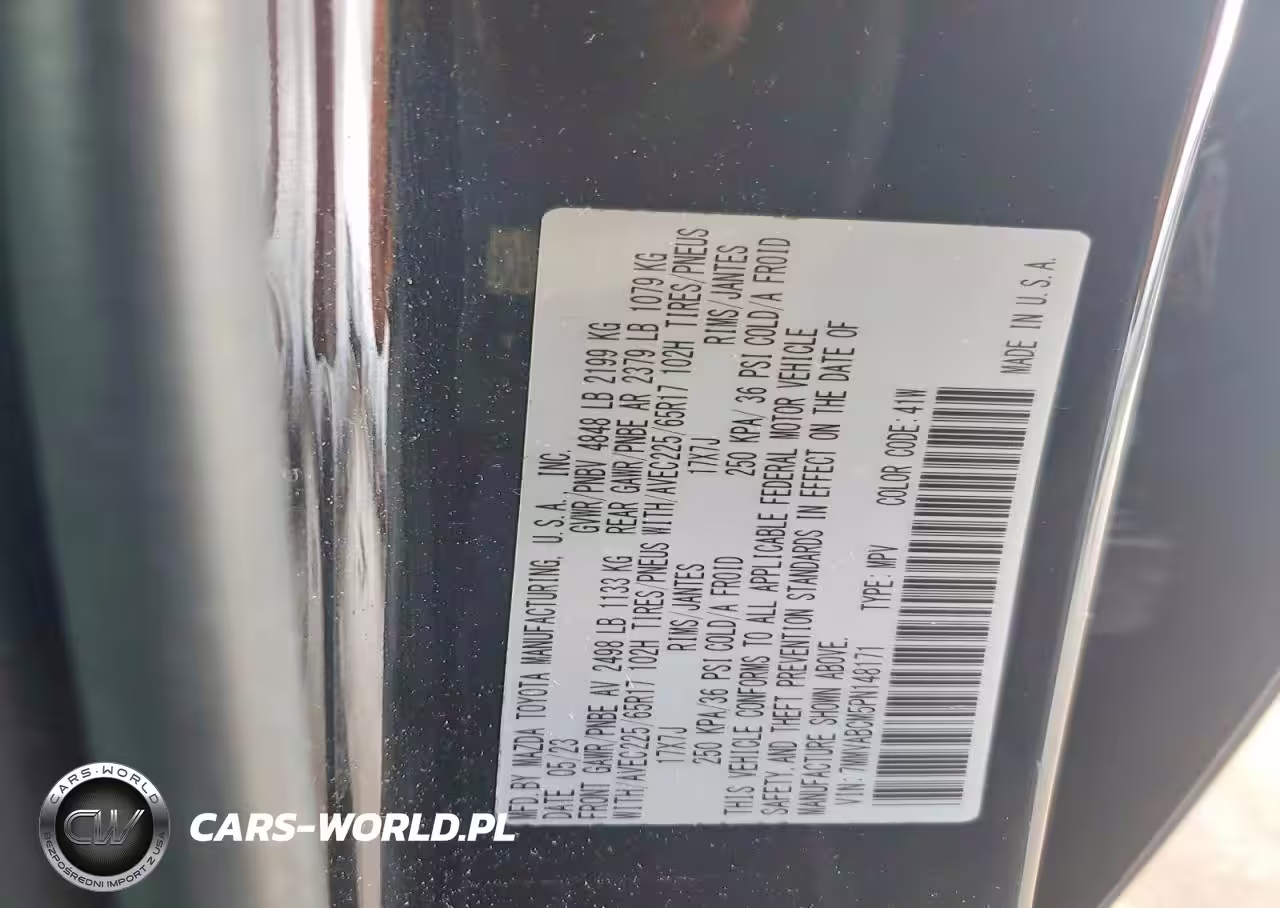 MFD.BY MAZDA TOYOTA MANUFACTURING, U.S.A. INC.
DATE 05/23 GVWR/PNBV 4848 LB 2199 KG
FRONT GAWR/PNBE AV 2498 LB 1133 KG REAR GAWR/PNBE AR 2379 LB 1079 KG
WITH/AVEC225/65R17 102H TIRES/PNEUS WITH/AVEC225/65R17 102H TIRES/PNEUS
17X7J RIMS/JANTES 17X7J RIMS/JANTES
250 KPA/36 PSI COLD/A FROID 250 KPA/ 36 PSI COLD/A FROID
THIS VEHICLE CONFORMS TO ALL APPLICABLE FEDERAL MOTOR VEHICLE
SAFETY AND THEFT PREVENTION STANDARDS IN EFFECT ON THE DATE OF
MANUFACTURE SHOWN ABOVE.
VIN: 7MMVABCM5PN148171 TYPE: MPV COLOR CODE: 41W
MADE IN U.S.A.
CARS-WORLD
CW
BEZPOŚREDNI IMPORT Z USA
CARS-WORLD.PL